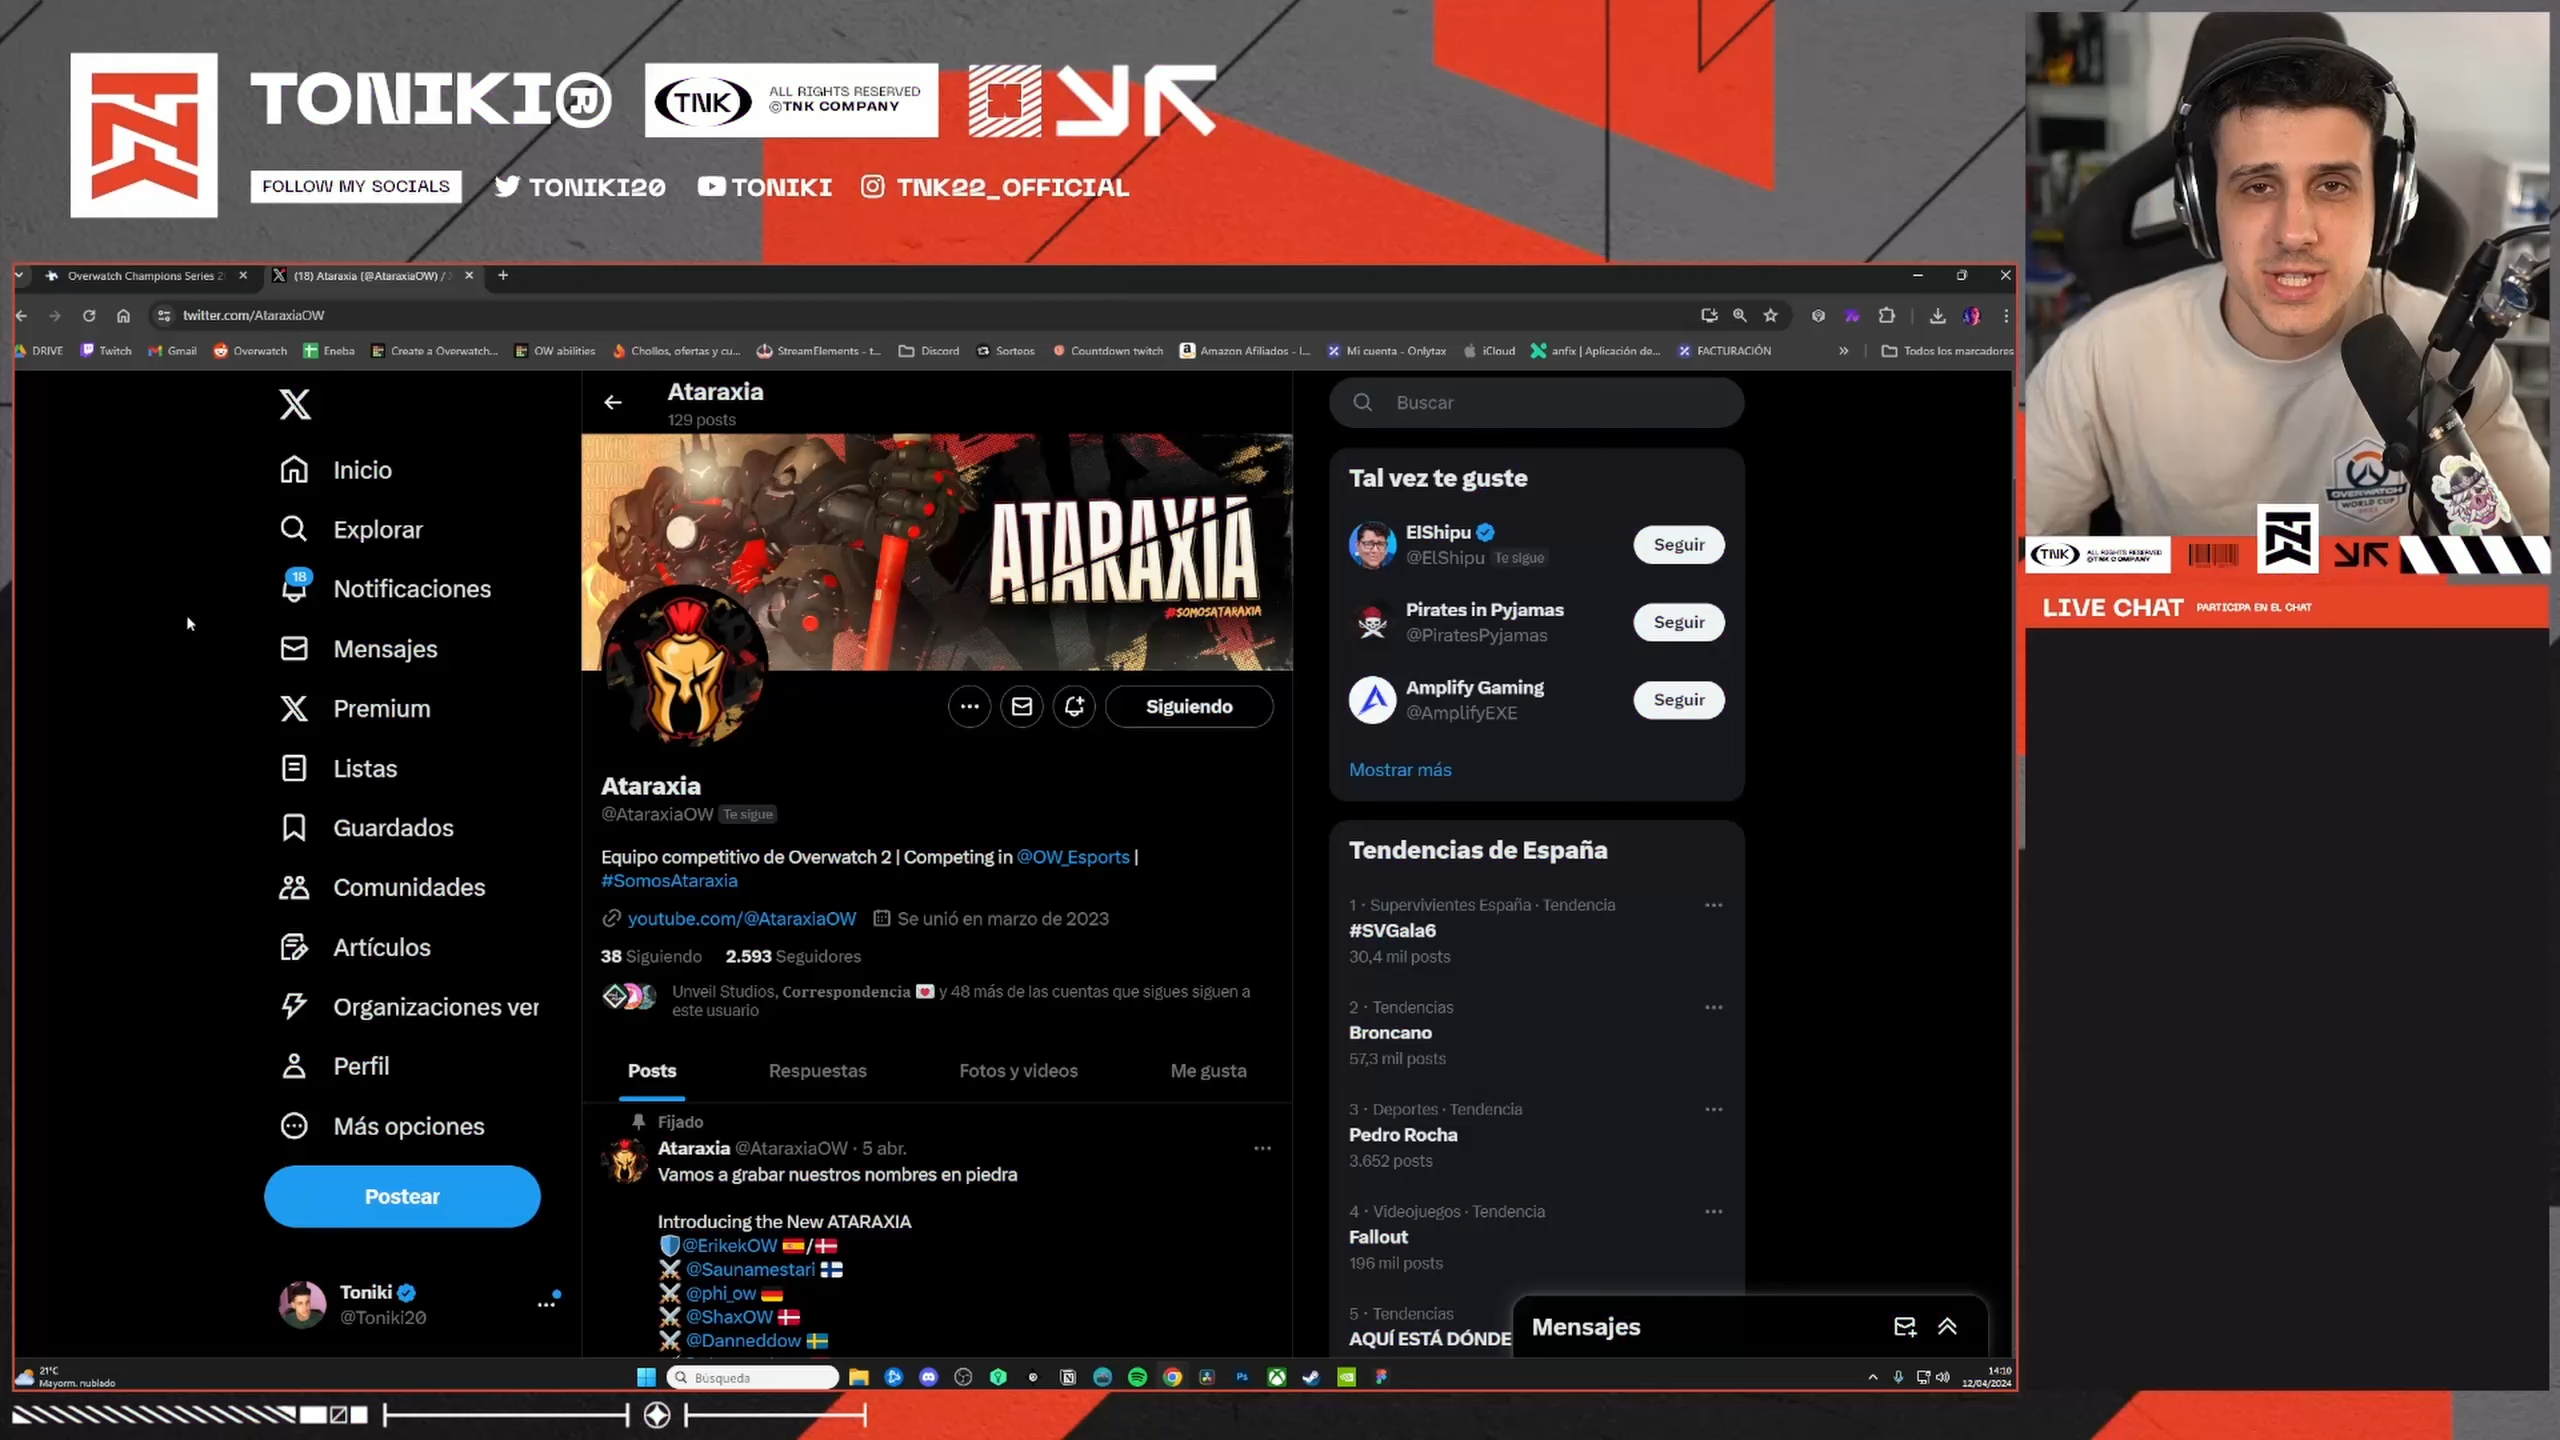 TONIKI®
TNK
ALL RIGHTS RESERVED
©TNK COMPANY
FOLLOW MY SOCIALS
TONIKI20
TONIKI
TNK22_OFFICIAL
Overwatch Champions Series 2
(18) Ataraxia (@AtaraxiaOW) /
twitter.com/AtaraxiaOW
DRIVE
Twitch
Gmail
Overwatch
Eneba
Create a Overwatch...
OW abilities
Chollos, ofertas y cu...
StreamElements - t...
Discord
Sorteos
Countdown twitch
Amazon Afiliados - I...
Mi cuenta - Onlytax
iCloud
anfix | Aplicación de...
FACTURACIÓN
Todos los marcadores
Inicio
Explorar
18
Notificaciones
Mensajes
Premium
Listas
Guardados
Comunidades
Artículos
Organizaciones ver
Perfil
Más opciones
Postear
Toniki
@Toniki20
Ataraxia
129 posts
ATARAXIA
#SOMOSATARAXIA
Siguiendo
Ataraxia
@AtaraxiaOW Te sigue
Equipo competitivo de Overwatch 2 | Competing in @OW_Esports |
#SomosAtaraxia
youtube.com/@AtaraxiaOW Se unió en marzo de 2023
38 Siguiendo 2.593 Seguidores
Unveil Studios, Correspondencia 💌 y 48 más de las cuentas que sigues siguen a
este usuario
Posts
Respuestas
Fotos y videos
Me gusta
Fijado
Ataraxia @AtaraxiaOW · 5 abr.
Vamos a grabar nuestros nombres en piedra
Introducing the New ATARAXIA
🛡️@ErikekOW 🇪🇸/🇩🇰
⚔️ @Saunamestari 🇫🇮
⚔️ @phi_ow 🇩🇪
⚔️ @ShaxOW 🇩🇰
⚔️ @Danneddow 🇸🇪
Buscar
Tal vez te guste
ElShipu
@ElShipu Te sigue
Seguir
Pirates in Pyjamas
@PiratesPyjamas
Seguir
Amplify Gaming
@AmplifyEXE
Seguir
Mostrar más
Tendencias de España
1 · Supervivientes España · Tendencia
#SVGala6
30,4 mil posts
2 · Tendencias
Broncano
57,3 mil posts
3 · Deportes · Tendencia
Pedro Rocha
3.652 posts
4 · Videojuegos · Tendencia
Fallout
196 mil posts
5 · Tendencias
AQUÍ ESTÁ DÓNDE
Mensajes
21°C
Mayorm. nublado
Búsqueda
14:10
12/04/2024
OVERWATCH
WORLD CUP
TNK
ALL RIGHTS RESERVED
©TNK COMPANY
LIVE CHAT
PARTICIPA EN EL CHAT